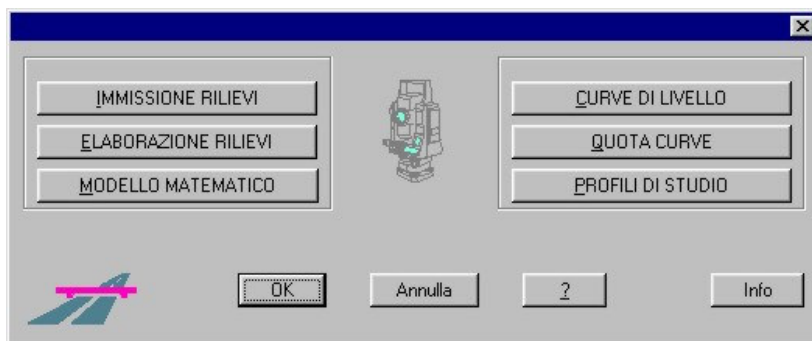 IMMISSIONE RILIEVI
ELABORAZIONE RILIEVI
MODELLO MATEMATICO
CURVE DI LIVELLO
QUOTA CURVE
PROFILI DI STUDIO
OK
Annulla
?
Info